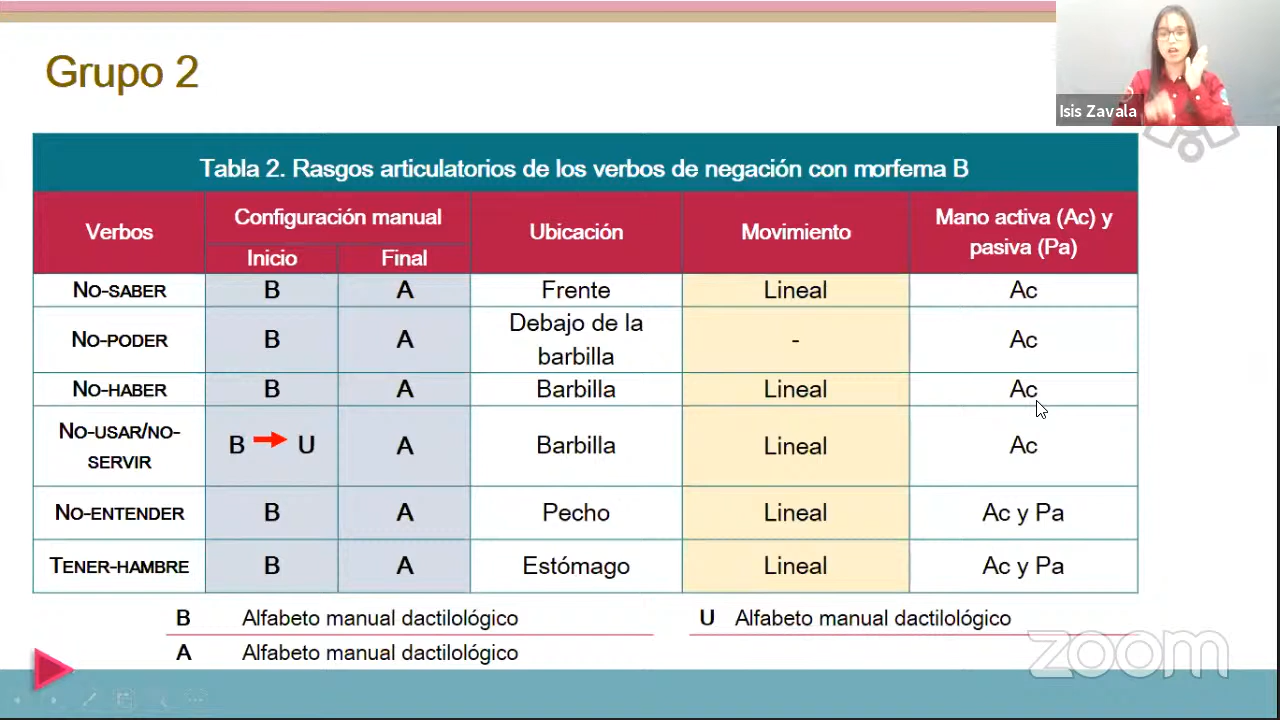 Grupo 2
Isis Zavala
Tabla 2. Rasgos articulatorios de los verbos de negación con morfema B
Verbos Configuración manual Ubicación Movimiento Mano activa (Ac) y pasiva (Pa)
Inicio Final
NO-SABER B A Frente Lineal Ac
NO-PODER B A Debajo de la barbilla - Ac
NO-HABER B A Barbilla Lineal Ac
NO-USAR/NO-SERVIR B → U A Barbilla Lineal Ac
NO-ENTENDER B A Pecho Lineal Ac y Pa
TENER-HAMBRE B A Estómago Lineal Ac y Pa
B Alfabeto manual dactilológico U Alfabeto manual dactilológico
A Alfabeto manual dactilológico
zoom